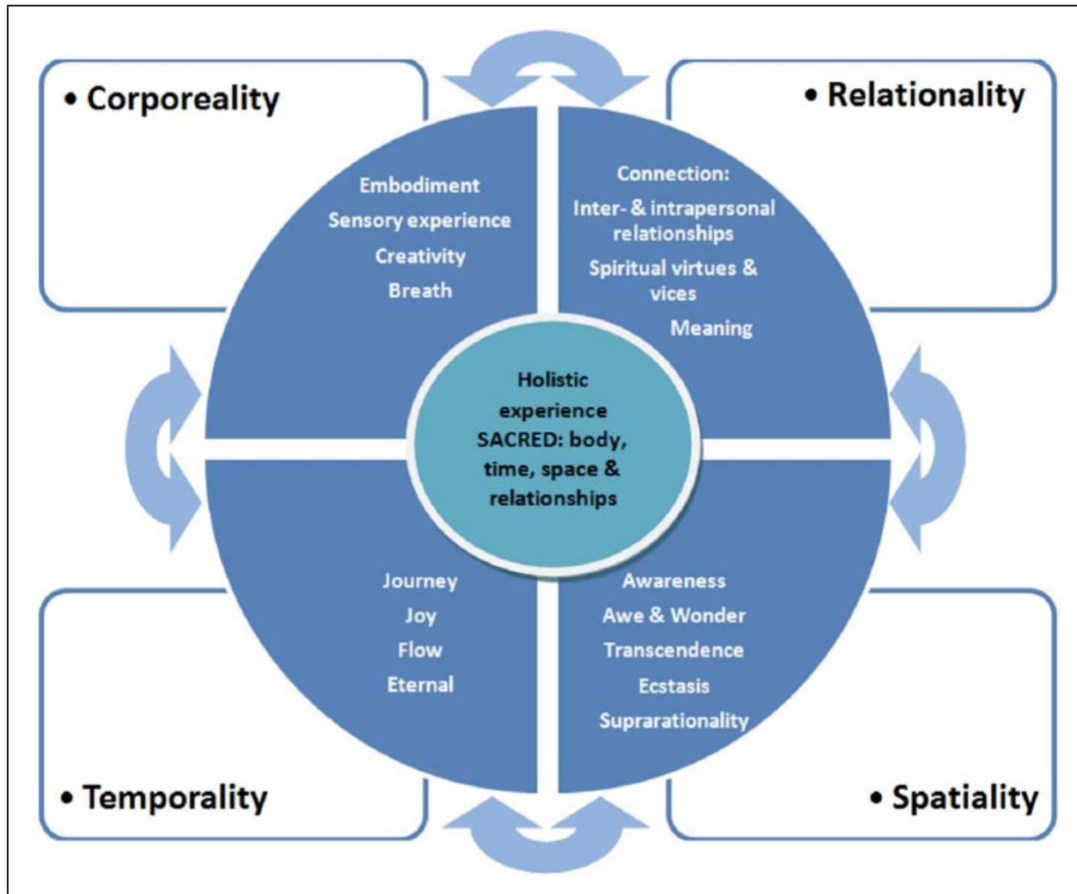 • Corporeality
• Relationality
Embodiment
Sensory experience
Creativity
Breath
Connection:
Inter- & intrapersonal
relationships
Spiritual virtues &
vices
Meaning
Holistic
experience
SACRED: body,
time, space &
relationships
Journey
Joy
Flow
Eternal
Awareness
Awe & Wonder
Transcendence
Ecstasis
Suprarationality
• Temporality
• Spatiality